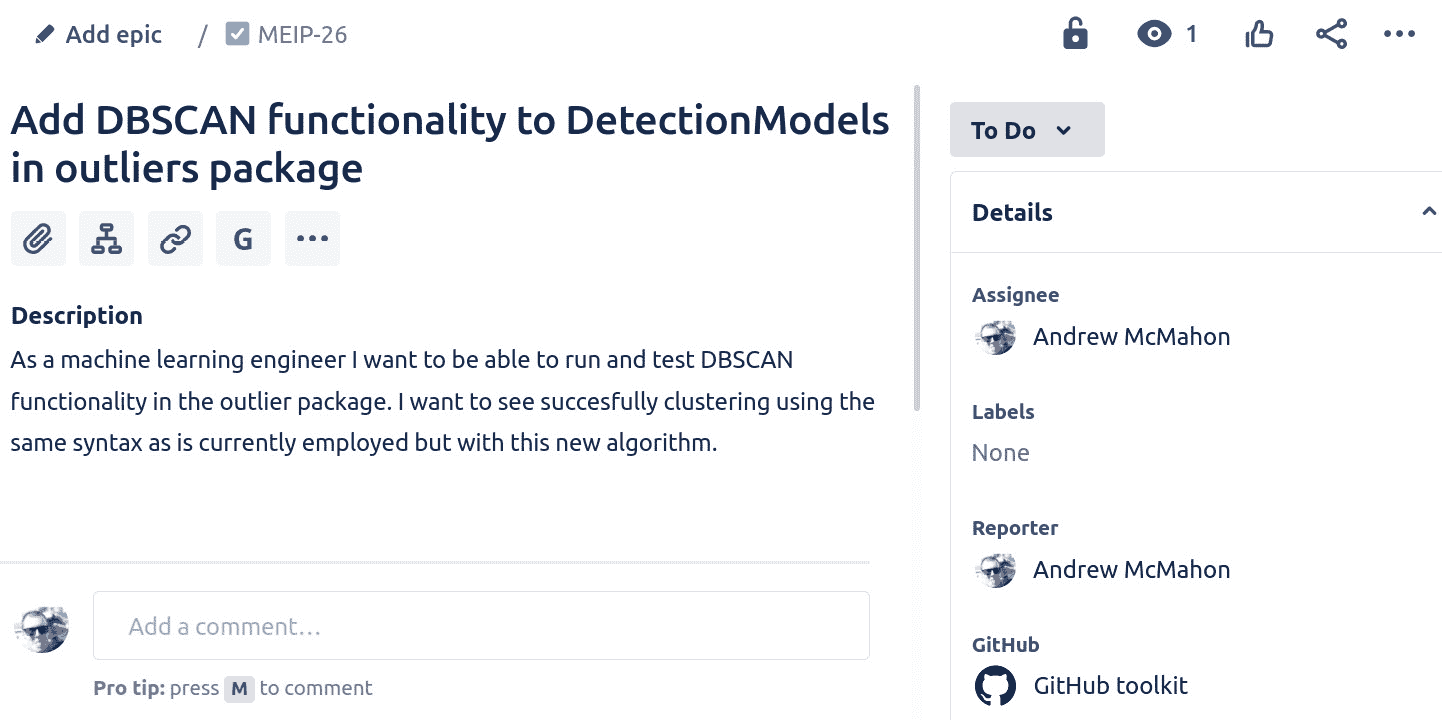 Add epic / MEIP-26
1
Add DBSCAN functionality to DetectionModels
in outliers package
G
Description
As a machine learning engineer I want to be able to run and test DBSCAN
functionality in the outlier package. I want to see succesfully clustering using the
same syntax as is currently employed but with this new algorithm.
Add a comment...
Pro tip: press M to comment
To Do
Details
Assignee
Andrew McMahon
Labels
None
Reporter
Andrew McMahon
GitHub
GitHub toolkit